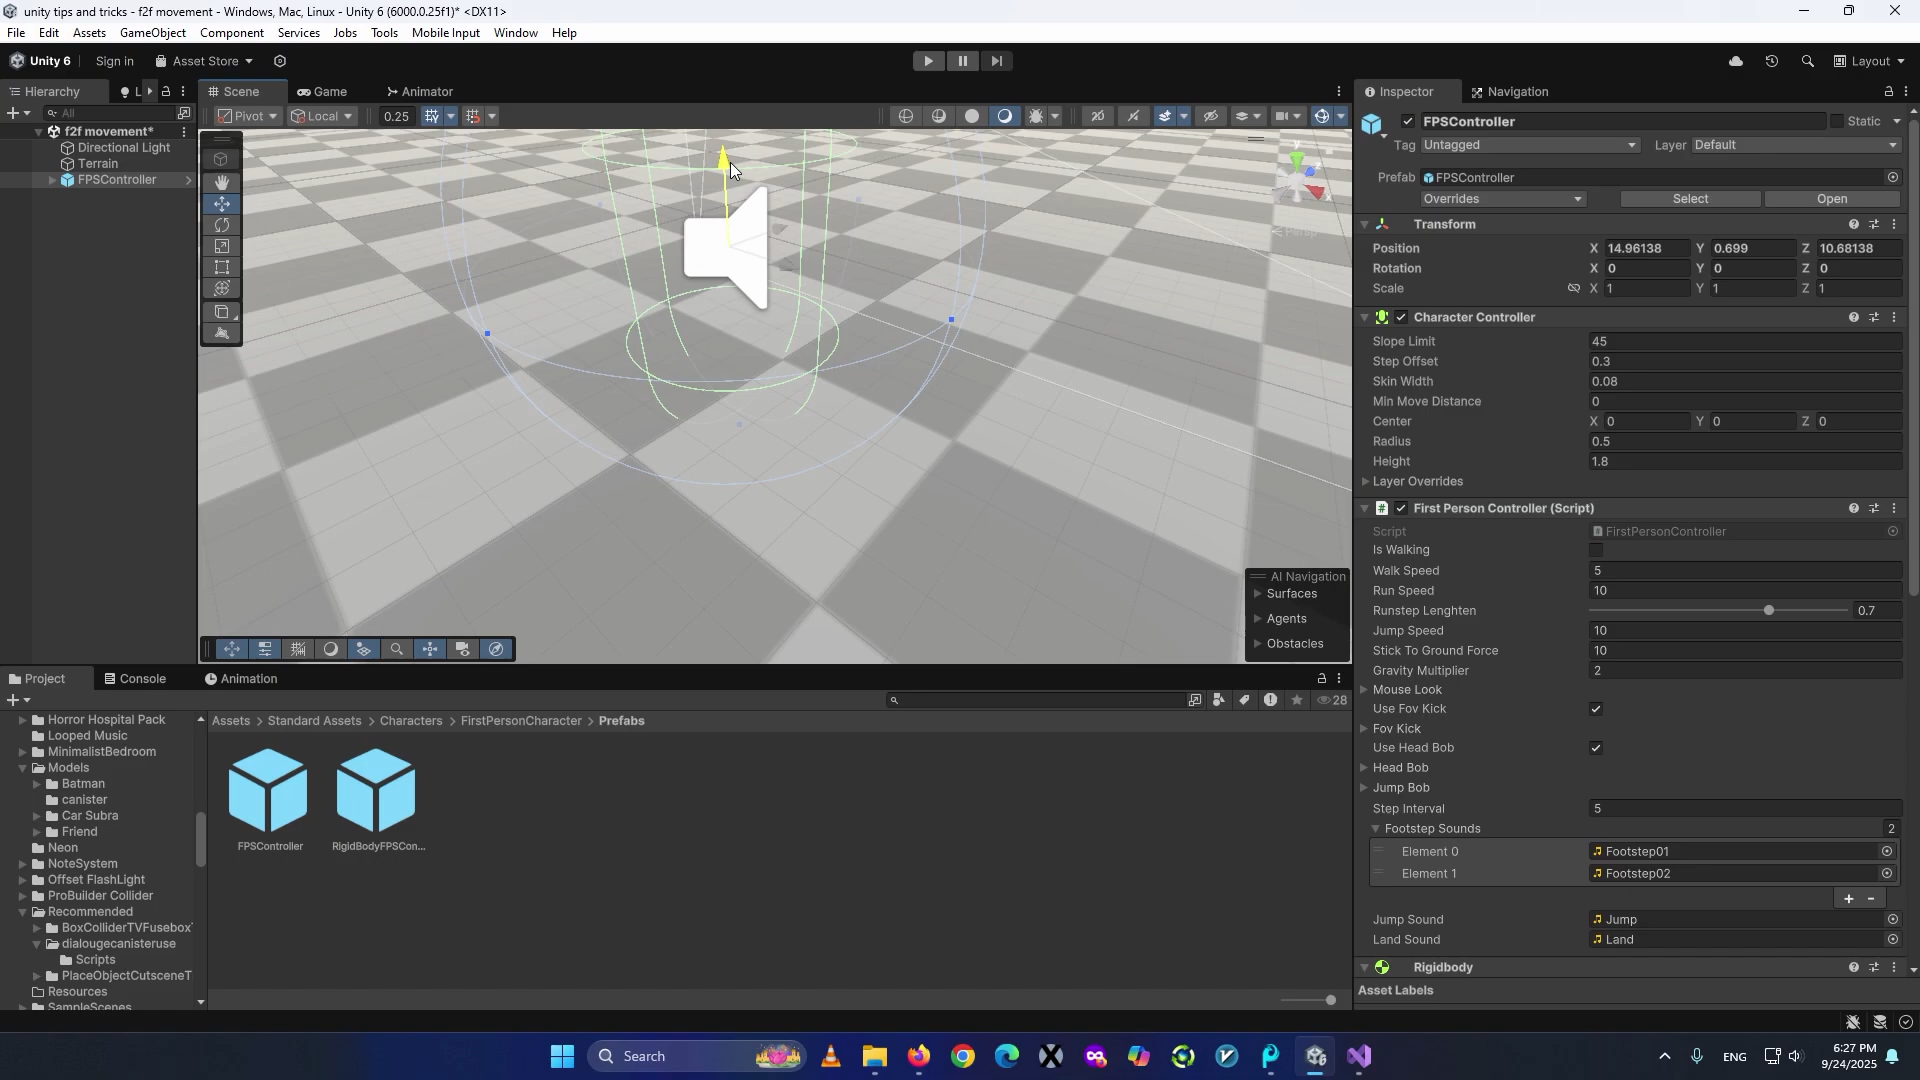 unity tips and tricks - f2f movement - Windows, Mac, Linux - Unity 6 (6000.0.25f1)* <DX11>
File Edit Assets GameObject Component Services Jobs Tools Mobile Input Window Help
Unity 6 Sign in Asset Store Layout
Hierarchy L
All
f2f movement*
Directional Light
Terrain
FPSController
Scene Game Animator
Pivot Local 0.25 2D
Persp
AI Navigation
Surfaces
Agents
Obstacles
Inspector Navigation
FPSController Static
Tag Untagged Layer Default
Prefab FPSController
Overrides Select Open
Transform
Position X 14.96138 Y 0.699 Z 10.68138
Rotation X 0 Y 0 Z 0
Scale X 1 Y 1 Z 1
Character Controller
Slope Limit 45
Step Offset 0.3
Skin Width 0.08
Min Move Distance 0
Center X 0 Y 0 Z 0
Radius 0.5
Height 1.8
Layer Overrides
First Person Controller (Script)
Script FirstPersonController
Is Walking
Walk Speed 5
Run Speed 10
Runstep Lenghten 0.7
Jump Speed 10
Stick To Ground Force 10
Gravity Multiplier 2
Mouse Look
Use Fov Kick
Fov Kick
Use Head Bob
Head Bob
Jump Bob
Step Interval 5
Footstep Sounds 2
Element 0 Footstep01
Element 1 Footstep02
+ -
Jump Sound Jump
Land Sound Land
Rigidbody
Asset Labels
Project Console Animation
28
Horror Hospital Pack
Looped Music
MinimalistBedroom
Models
Batman
canister
Car Subra
Friend
Neon
NoteSystem
Offset FlashLight
ProBuilder Collider
Recommended
BoxColliderTVFusebox
dialougecanisteruse
Scripts
PlaceObjectCutsceneT
Resources
SampleScenes
Assets > Standard Assets > Characters > FirstPersonCharacter > Prefabs
FPSController RigidBodyFPSCon...
Search
ENG
6:27 PM
9/24/2025